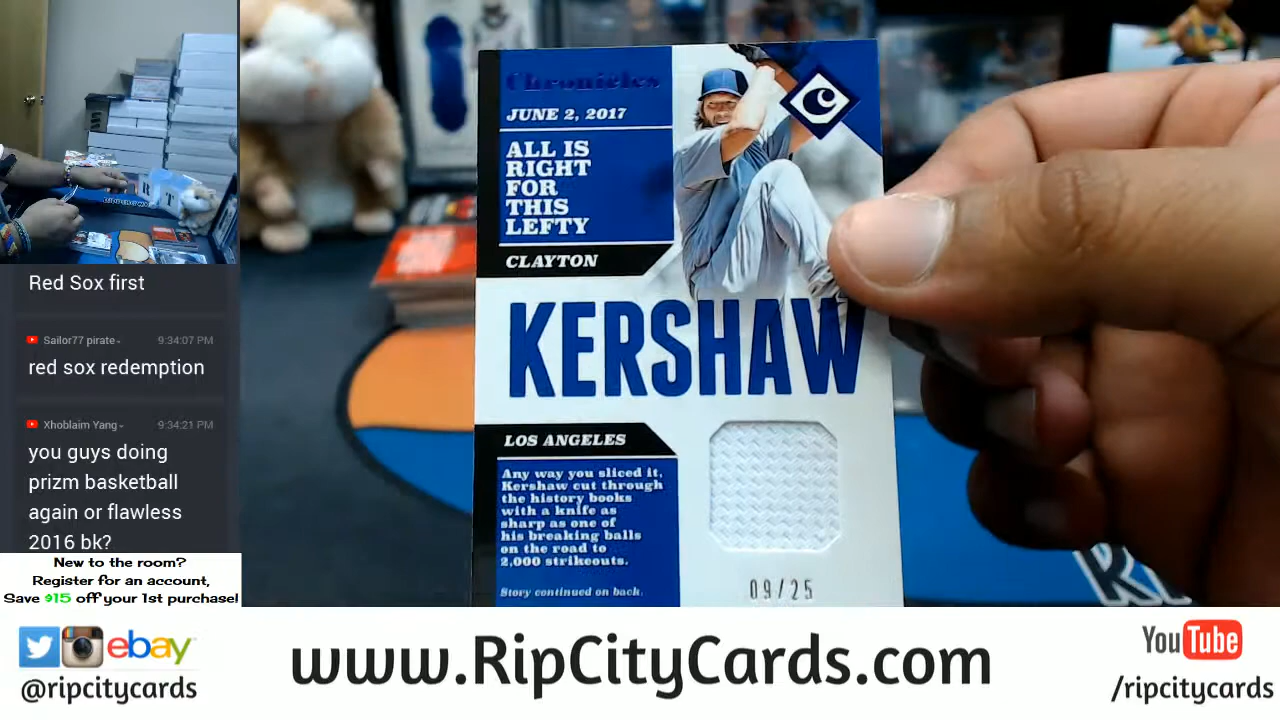 Chronicles
JUNE 2, 2017
ALL IS
RIGHT
FOR
THIS
LEFTY
CLAYTON
KERSHAW
LOS ANGELES
Any way you sliced it,
Kershaw cut through
the history books
with a knife as
sharp as one of
his breaking balls
on the road to
2,000 strikeouts.
Story continued on back.
09/25
C
R
T
Red Sox first
Sailor77 pirate
9:34:07 PM
red sox redemption
Xhoblaim Yang
9:34:21 PM
you guys doing
prizm basketball
again or flawless
2016 bk?
New to the room?
Register for an account,
Save $15 off your 1st purchase!
ebay
@ripcitycards
www.RipCityCards.com
YouTube
/ripcitycards